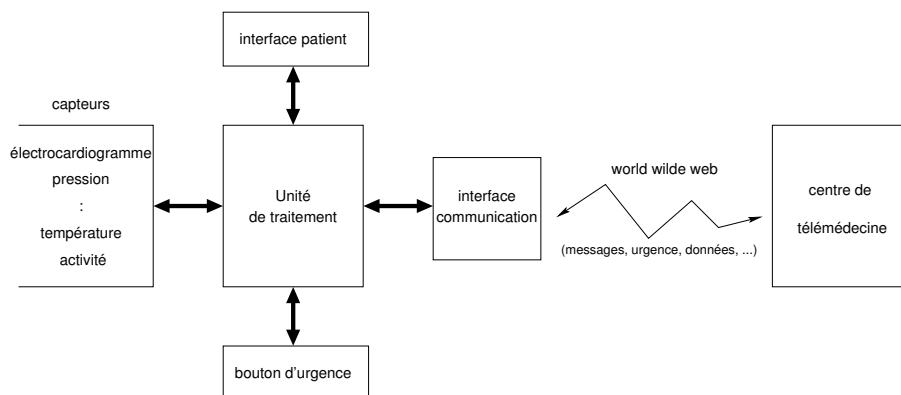 interface patient
capteurs
électrocardiogramme
pression
:
température
activité
Unité
de traitement
interface
communication
world wilde web
(messages, urgence, données, ...)
centre de
télémédecine
bouton d'urgence